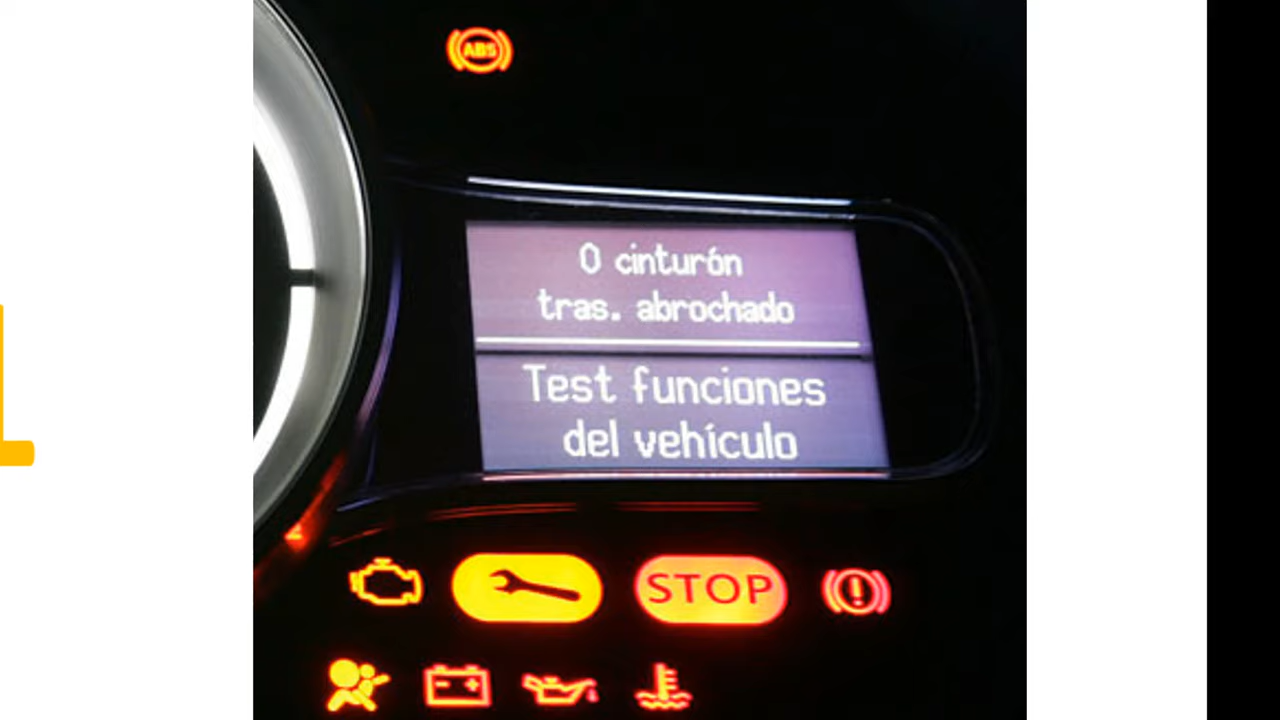 ABS
0 cinturón
tras. abrochado
Test funciones
del vehículo
STOP